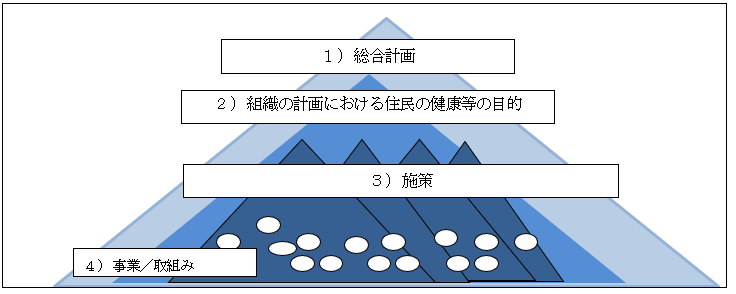 １）総合計画
２）組織の計画における住民の健康等の目的
３）施策
４）事業／取組み